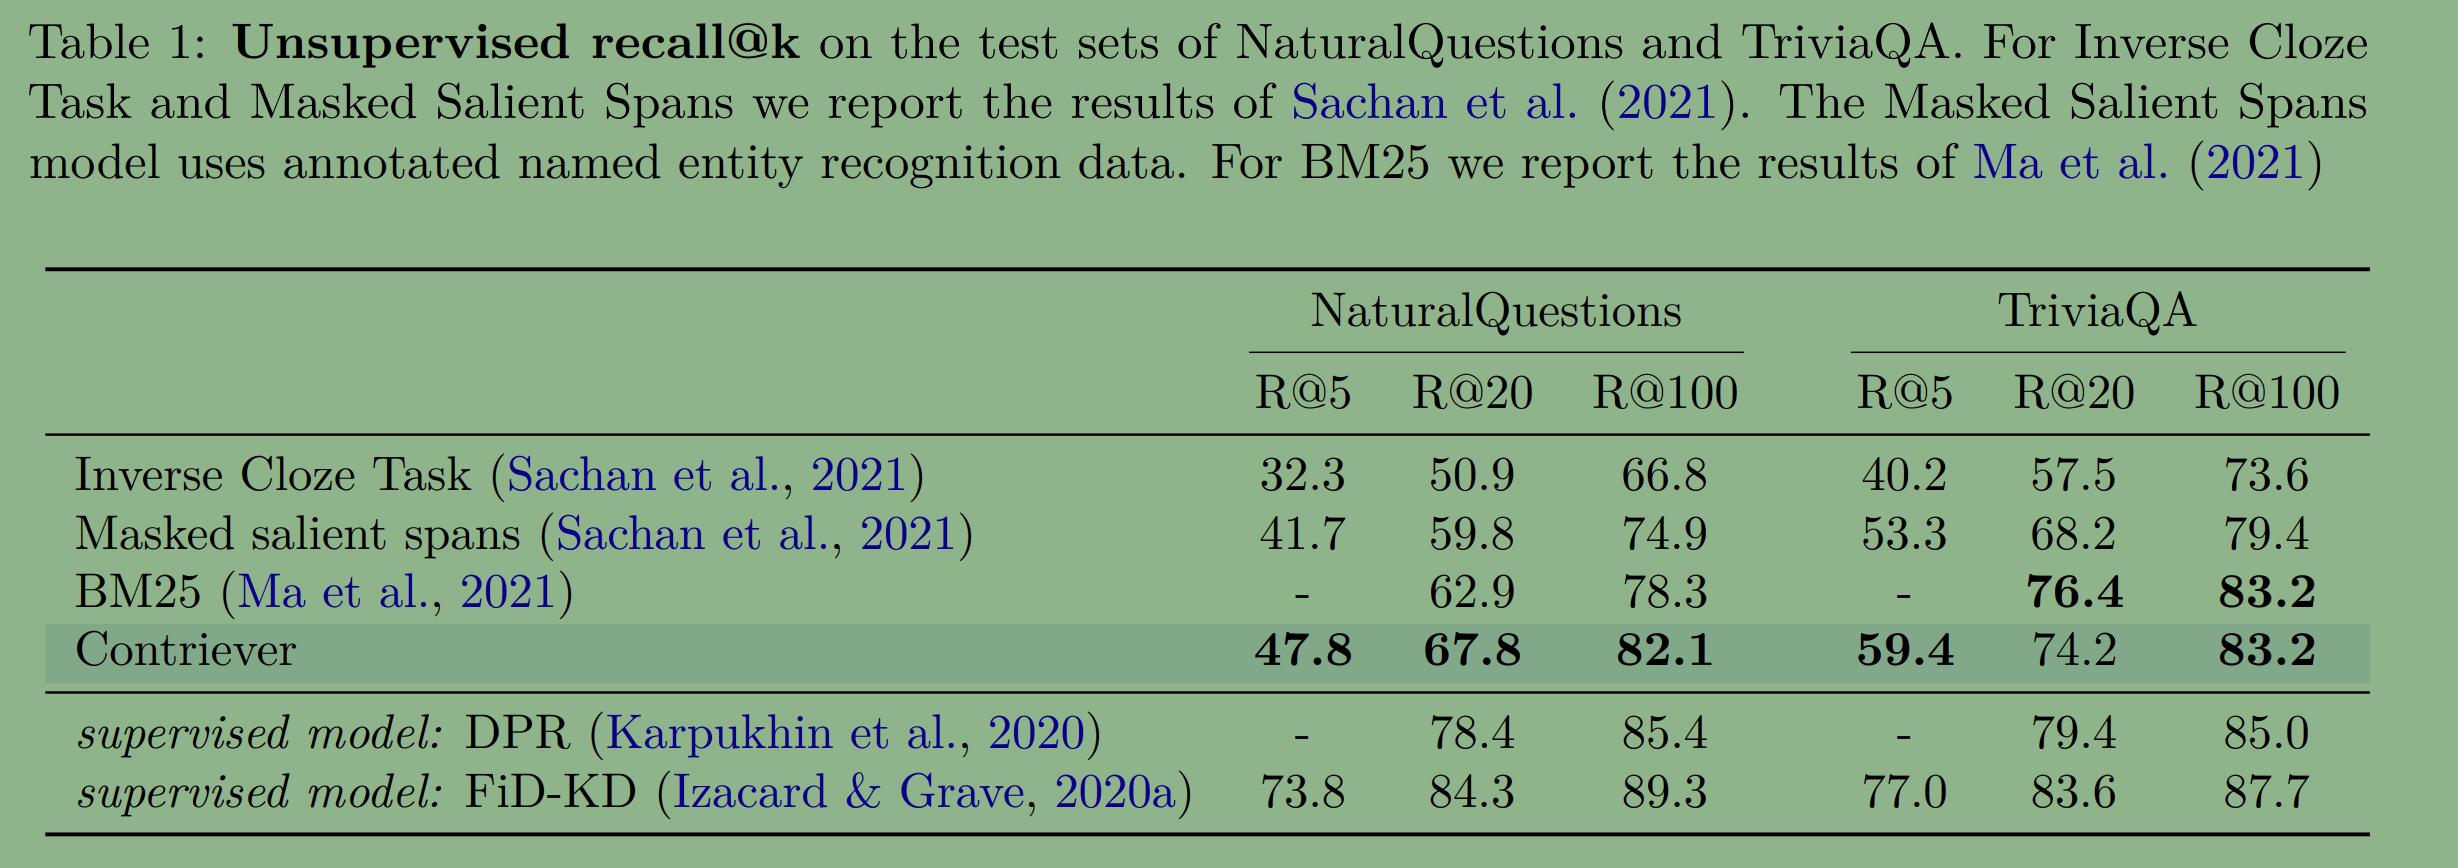 Table 1: Unsupervised recall@k on the test sets of NaturalQuestions and TriviaQA. For Inverse Cloze
Task and Masked Salient Spans we report the results of Sachan et al. (2021). The Masked Salient Spans
model uses annotated named entity recognition data. For BM25 we report the results of Ma et al. (2021)
NaturalQuestions TriviaQA
R@5 R@20 R@100 R@5 R@20 R@100
Inverse Cloze Task (Sachan et al., 2021) 32.3 50.9 66.8 40.2 57.5 73.6
Masked salient spans (Sachan et al., 2021) 41.7 59.8 74.9 53.3 68.2 79.4
BM25 (Ma et al., 2021) - 62.9 78.3 - 76.4 83.2
Contriever 47.8 67.8 82.1 59.4 74.2 83.2
supervised model: DPR (Karpukhin et al., 2020) - 78.4 85.4 - 79.4 85.0
supervised model: FiD-KD (Izacard & Grave, 2020a) 73.8 84.3 89.3 77.0 83.6 87.7